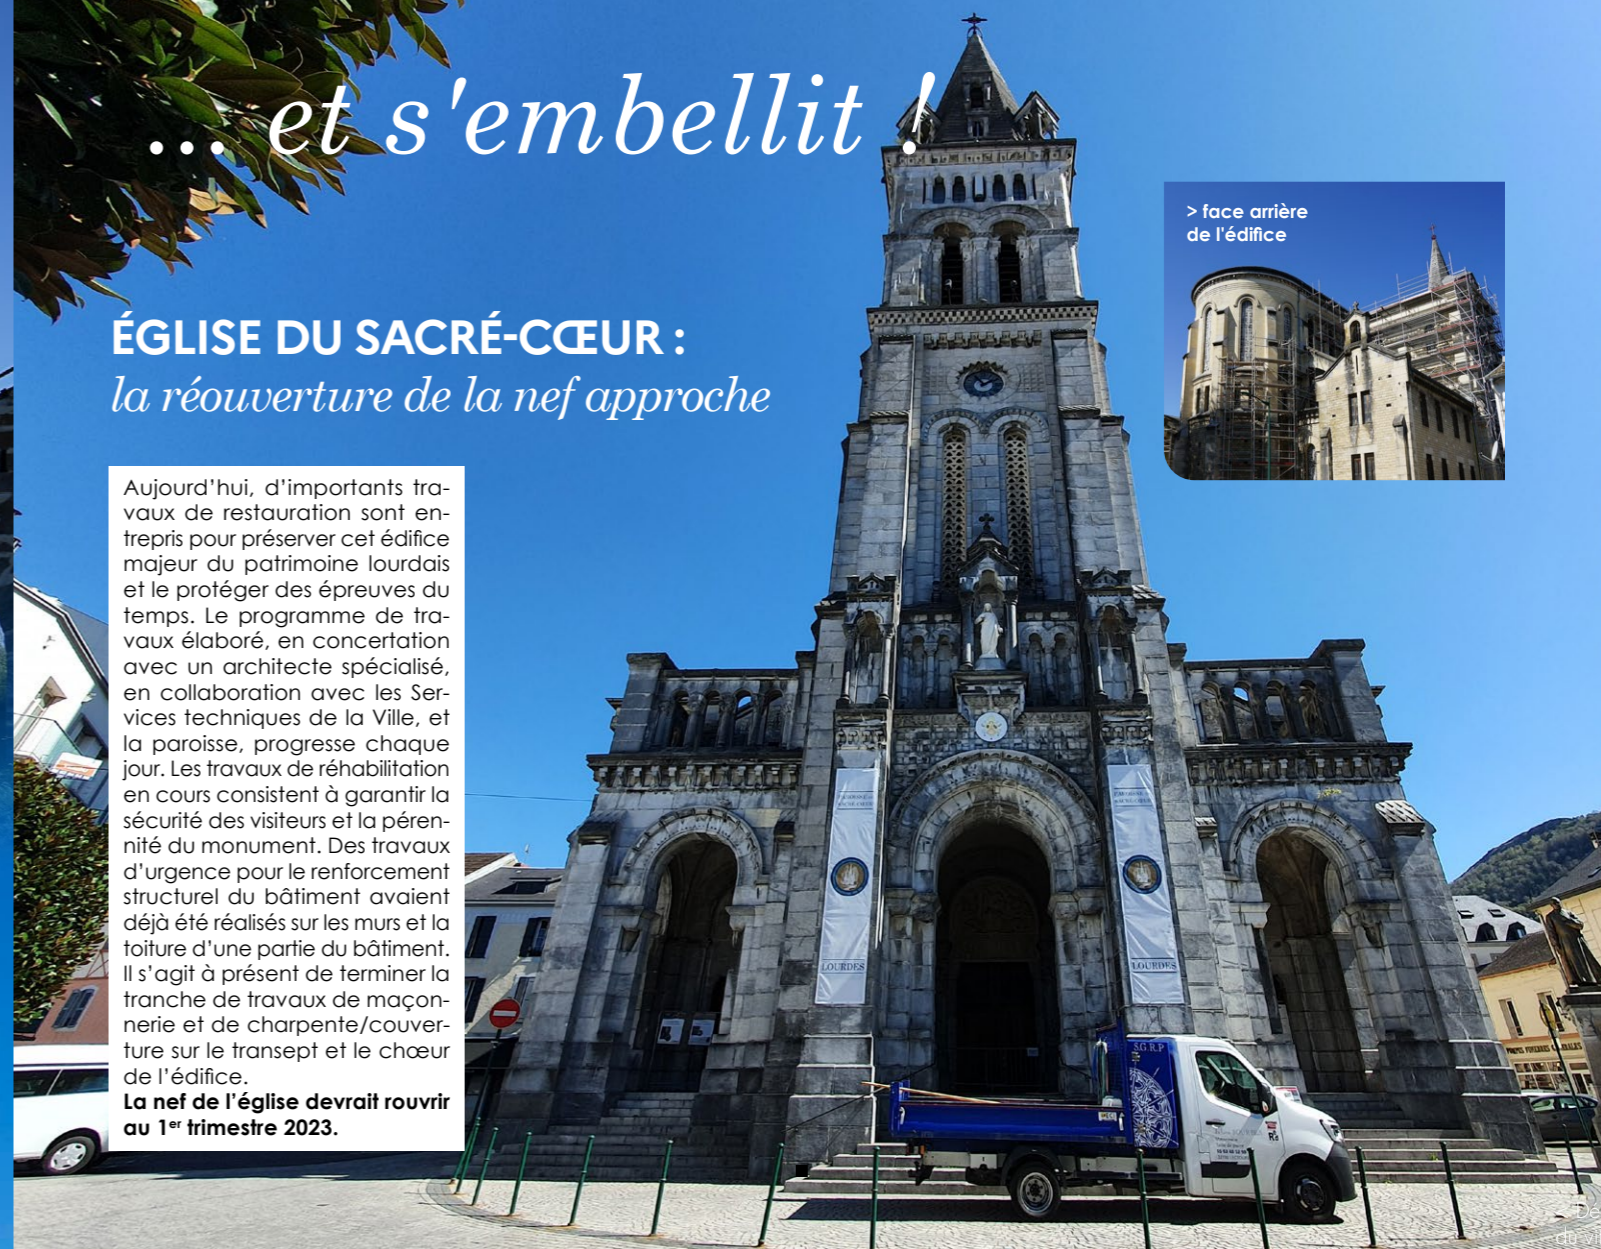 ... et s'embellit !
> face arrière
de l'édifice
ÉGLISE DU SACRÉ-CŒUR :
la réouverture de la nef approche
Aujourd’hui, d’importants tra-
vaux de restauration sont en-
trepris pour préserver cet édifice
majeur du patrimoine lourdais
et le protéger des épreuves du
temps. Le programme de tra-
vaux élaboré, en concertation
avec un architecte spécialisé,
en collaboration avec les Ser-
vices techniques de la Ville, et
la paroisse, progresse chaque
jour. Les travaux de réhabilitation
en cours consistent à garantir la
sécurité des visiteurs et la péren-
nité du monument. Des travaux
d’urgence pour le renforcement
structurel du bâtiment avaient
déjà été réalisés sur les murs et la
toiture d’une partie du bâtiment.
Il s’agit à présent de terminer la
tranche de travaux de maçon-
nerie et de charpente/couver-
ture sur le transept et le chœur
de l’édifice.
La nef de l’église devrait rouvrir
au 1er trimestre 2023.
LOURDES
LOURDES
S.G.R.P